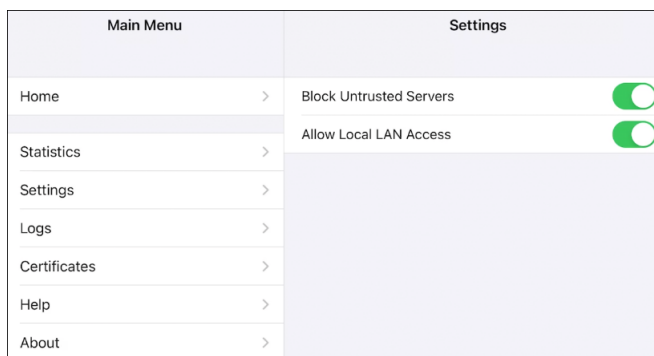 Main Menu
Settings
Home
Block Untrusted Servers
Allow Local LAN Access
Statistics
Settings
Logs
Certificates
Help
About